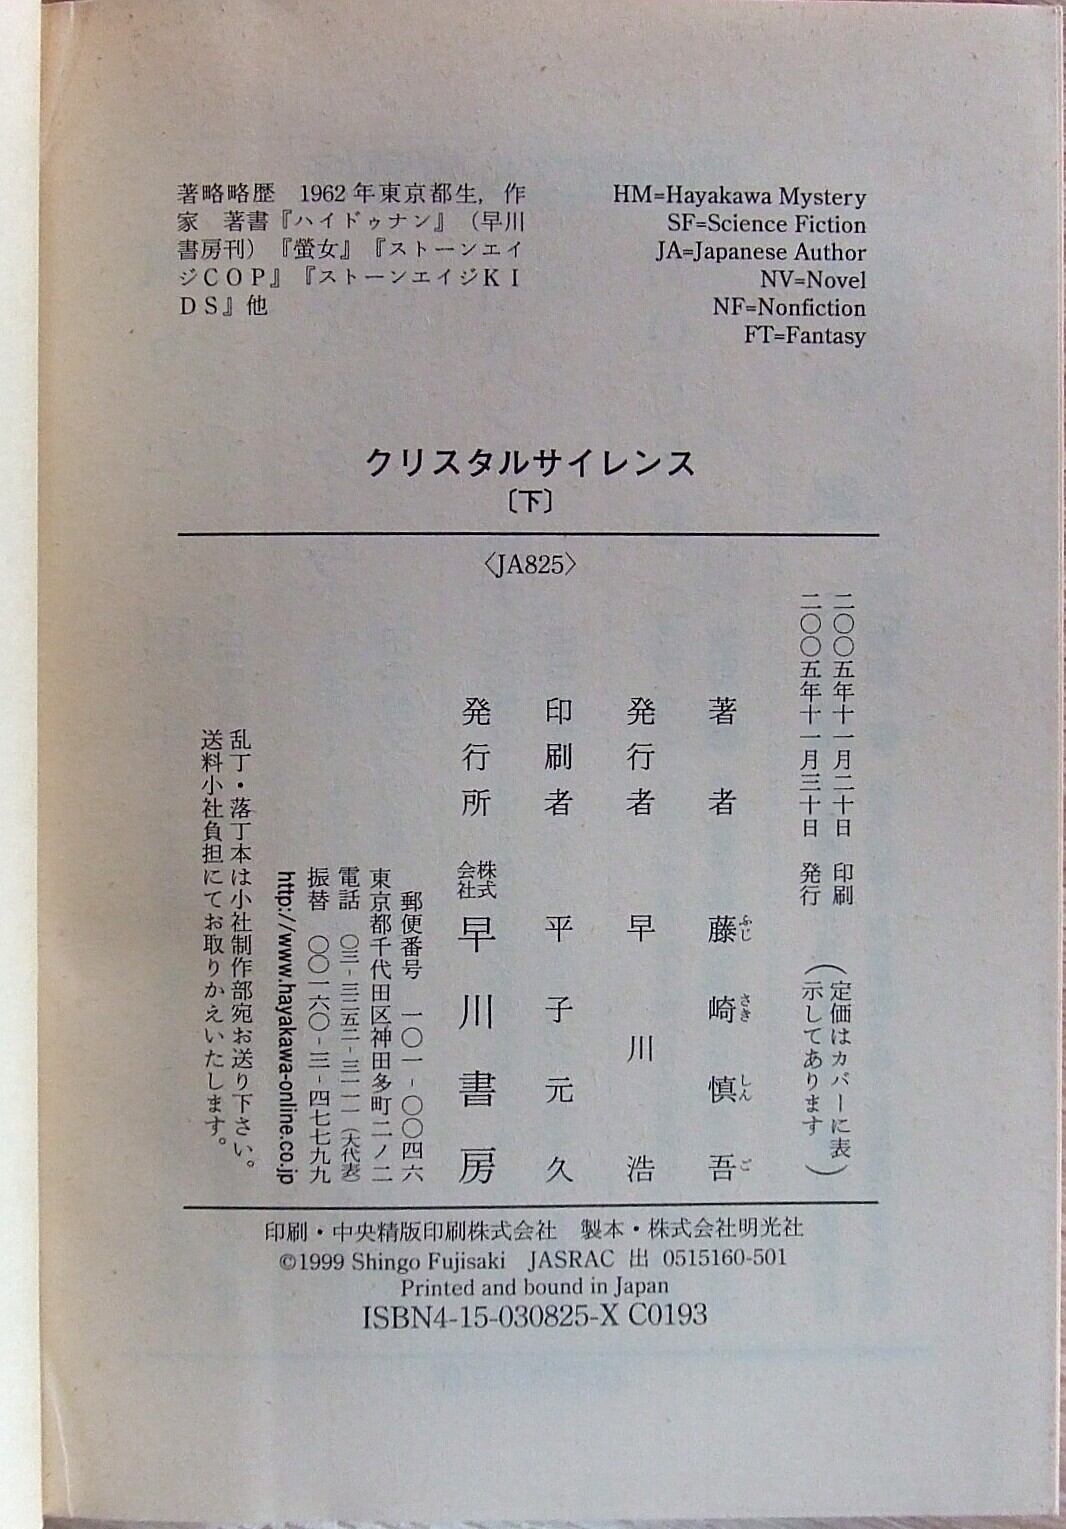 著略略歴　1962年東京都生，作
家　著書『ハイドゥナン』（早川
書房刊）『螢女』『ストーンエイ
ジＣＯＰ』『ストーンエイジＫＩ
ＤＳ』他
HM=Hayakawa Mystery
SF=Science Fiction
JA=Japanese Author
NV=Novel
NF=Nonfiction
FT=Fantasy
クリスタルサイレンス
〔下〕
〈JA825〉
二〇〇五年十一月二十日　印刷
二〇〇五年十一月三十日　発行
（定価はカバーに表
示してあります）
著者　藤崎慎吾
ふじ さき しん ご
発行者　早川浩
印刷者　平子元久
発行所　株式会社　早川書房
郵便番号　一〇一-〇〇四六
東京都千代田区神田多町二ノ二
電話　〇三-三二五二-三一一一（大代表）
振替　〇〇一六〇-三-四七七九九
http://www.hayakawa-online.co.jp
乱丁・落丁本は小社制作部宛お送り下さい。
送料小社負担にてお取りかえいたします。
印刷・中央精版印刷株式会社　製本・株式会社明光社
©1999 Shingo Fujisaki　JASRAC 出 0515160-501
Printed and bound in Japan
ISBN4-15-030825-X C0193